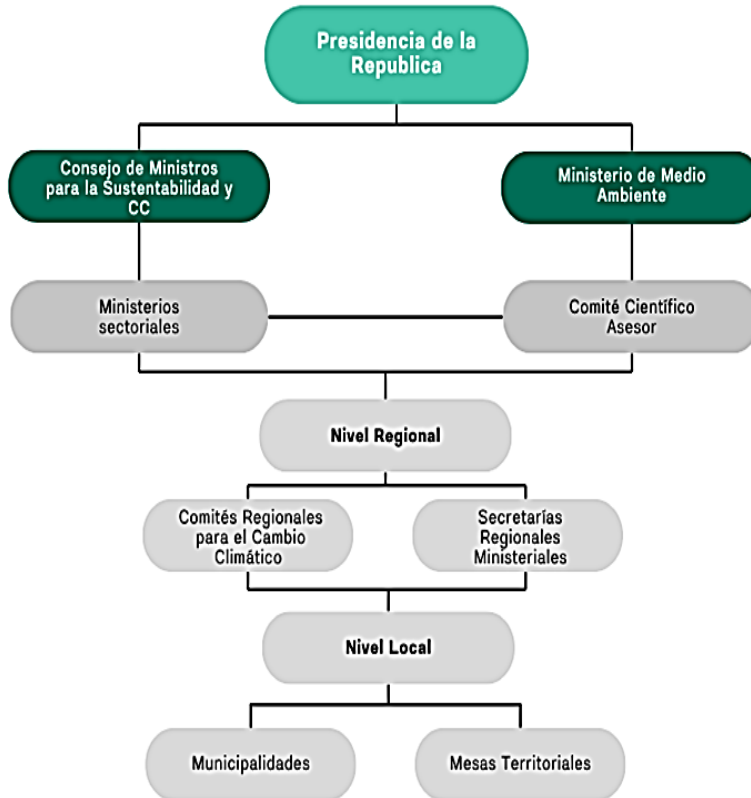 Presidencia de la
Republica
Consejo de Ministros
para la Sustentabilidad y
CC
Ministerio de Medio
Ambiente
Ministerios
sectoriales
Comité Científico
Asesor
Nivel Regional
Comités Regionales
para el Cambio
Climático
Secretarías
Regionales
Ministeriales
Nivel Local
Municipalidades
Mesas Territoriales